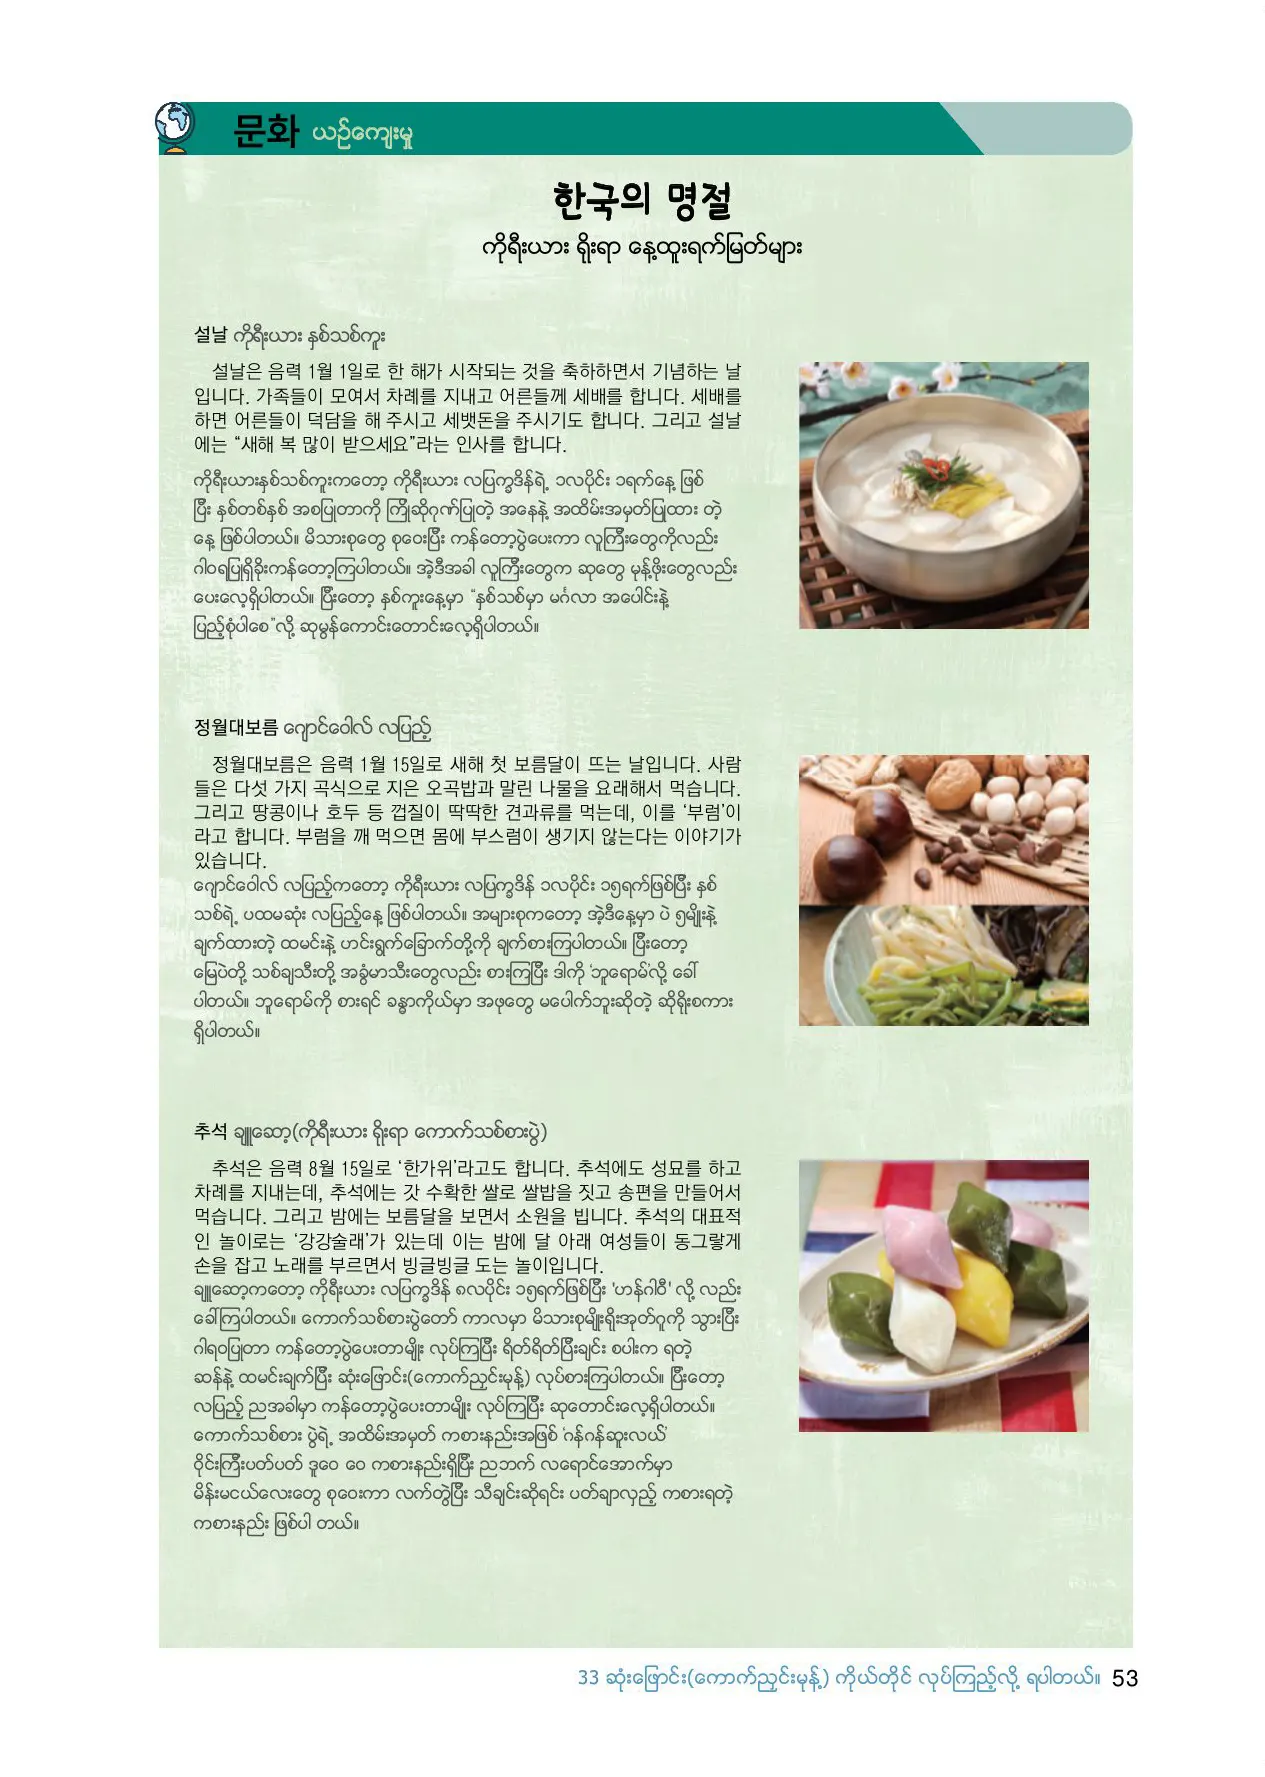 문화 ယဉ်ကျေးမှု
한국의 명절
ကိုရီးယား ရိုးရာ နေ့ထူးရက်မြတ်များ
설날 ကိုရီးယား နှစ်သစ်ကူး
설날은 음력 1월 1일로 한 해가 시작되는 것을 축하하면서 기념하는 날
입니다. 가족들이 모여서 차례를 지내고 어른들께 세배를 합니다. 세배를
하면 어른들이 덕담을 해 주시고 세뱃돈을 주시기도 합니다. 그리고 설날
에는 “새해 복 많이 받으세요”라는 인사를 합니다.
ကိုရီးယားနှစ်သစ်ကူးကတော့ ကိုရီးယား လပြက္ခဒိန်ရဲ့ ၁လပိုင်း ၁ရက်နေ့ ဖြစ်
ပြီး နှစ်တစ်နှစ် အစပြုတာကို ကြိုဆိုဂုဏ်ပြုတဲ့ အနေနဲ့ အထိမ်းအမှတ်ပြုထား တဲ့
နေ့ ဖြစ်ပါတယ်။ မိသားစုတွေ စုဝေးပြီး ကန်တော့ပွဲပေးကာ လူကြီးတွေကိုလည်း
ဂါဝရပြုရှိခိုးကန်တော့ကြပါတယ်။ အဲ့ဒီအခါ လူကြီးတွေက ဆုတွေ မုန့်ဖိုးတွေလည်း
ပေးလေ့ရှိပါတယ်။ ပြီးတော့ နှစ်ကူးနေ့မှာ “နှစ်သစ်မှာ မင်္ဂလာ အပေါင်းနဲ့
ပြည့်စုံပါစေ”လို့ ဆုမွန်ကောင်းတောင်းလေ့ရှိပါတယ်။
정월대보름 ဂျောင်ဝေါလ် လပြည့်
정월대보름은 음력 1월 15일로 새해 첫 보름달이 뜨는 날입니다. 사람
들은 다섯 가지 곡식으로 지은 오곡밥과 말린 나물을 요래해서 먹습니다.
그리고 땅콩이나 호두 등 껍질이 딱딱한 견과류를 먹는데, 이를 ‘부럼’이
라고 합니다. 부럼을 깨 먹으면 몸에 부스럼이 생기지 않는다는 이야기가
있습니다.
ဂျောင်ဝေါလ် လပြည့်ကတော့ ကိုရီးယား လပြက္ခဒိန် ၁လပိုင်း ၁၅ရက်ဖြစ်ပြီး နှစ်
သစ်ရဲ့ ပထမဆုံး လပြည့်နေ့ ဖြစ်ပါတယ်။ အများစုကတော့ အဲ့ဒီနေ့မှာ ပဲ ၅မျိုးနဲ့
ချက်ထားတဲ့ ထမင်းနဲ့ ဟင်းရွက်ခြောက်တို့ကို ချက်စားကြပါတယ်။ ပြီးတော့
မြေပဲတို့ သစ်ချသီးတို့ အခွံမာသီးတွေလည်း စားကြပြီး ဒါကို ‘ဘူရောမ်’လို့ ခေါ်
ပါတယ်။ ဘူရောမ်ကို စားရင် ခန္ဓာကိုယ်မှာ အဖုတွေ မပေါက်ဘူးဆိုတဲ့ ဆိုရိုးစကား
ရှိပါတယ်။
추석 ချူဆော့(ကိုရီးယား ရိုးရာ ကောက်သစ်စားပွဲ)
추석은 음력 8월 15일로 ‘한가위’라고도 합니다. 추석에도 성묘를 하고
차례를 지내는데, 추석에는 갓 수확한 쌀로 쌀밥을 짓고 송편을 만들어서
먹습니다. 그리고 밤에는 보름달을 보면서 소원을 빕니다. 추석의 대표적
인 놀이로는 ‘강강술래’가 있는데 이는 밤에 달 아래 여성들이 동그랗게
손을 잡고 노래를 부르면서 빙글빙글 도는 놀이입니다.
ချူဆော့ကတော့ ကိုရီးယား လပြက္ခဒိန် ၈လပိုင်း ၁၅ရက်ဖြစ်ပြီး 'ဟန်ဂါဝီ' လို့ လည်း
ခေါ်ကြပါတယ်။ ကောက်သစ်စားပွဲတော် ကာလမှာ မိသားစုမျိုးရိုးအုတ်ဂူကို သွားပြီး
ဂါရဝပြုတာ ကန်တော့ပွဲပေးတာမျိုး လုပ်ကြပြီး ရိတ်ရိတ်ပြီးချင်း စပါးက ရတဲ့
ဆန်နဲ့ ထမင်းချက်ပြီး ဆုံးဖြောင်း(ကောက်ညှင်းမုန့်) လုပ်စားကြပါတယ်။ ပြီးတော့
လပြည့် ညအခါမှာ ကန်တော့ပွဲပေးတာမျိုး လုပ်ကြပြီး ဆုတောင်းလေ့ရှိပါတယ်။
ကောက်သစ်စား ပွဲရဲ့ အထိမ်းအမှတ် ကစားနည်းအဖြစ် ‘ဂန်ဂန်ဆူးလယ်’
ဝိုင်းကြီးပတ်ပတ် ဒူဝေ ဝေ ကစားနည်းရှိပြီး ညဘက် လရောင်အောက်မှာ
မိန်းမငယ်လေးတွေ စုဝေးကာ လက်တွဲပြီး သီချင်းဆိုရင်း ပတ်ချာလှည့် ကစားရတဲ့
ကစားနည်း ဖြစ်ပါ တယ်။
33 ဆုံးဖြောင်း(ကောက်ညှင်းမုန့်) ကိုယ်တိုင် လုပ်ကြည့်လို့ ရပါတယ်။ 53